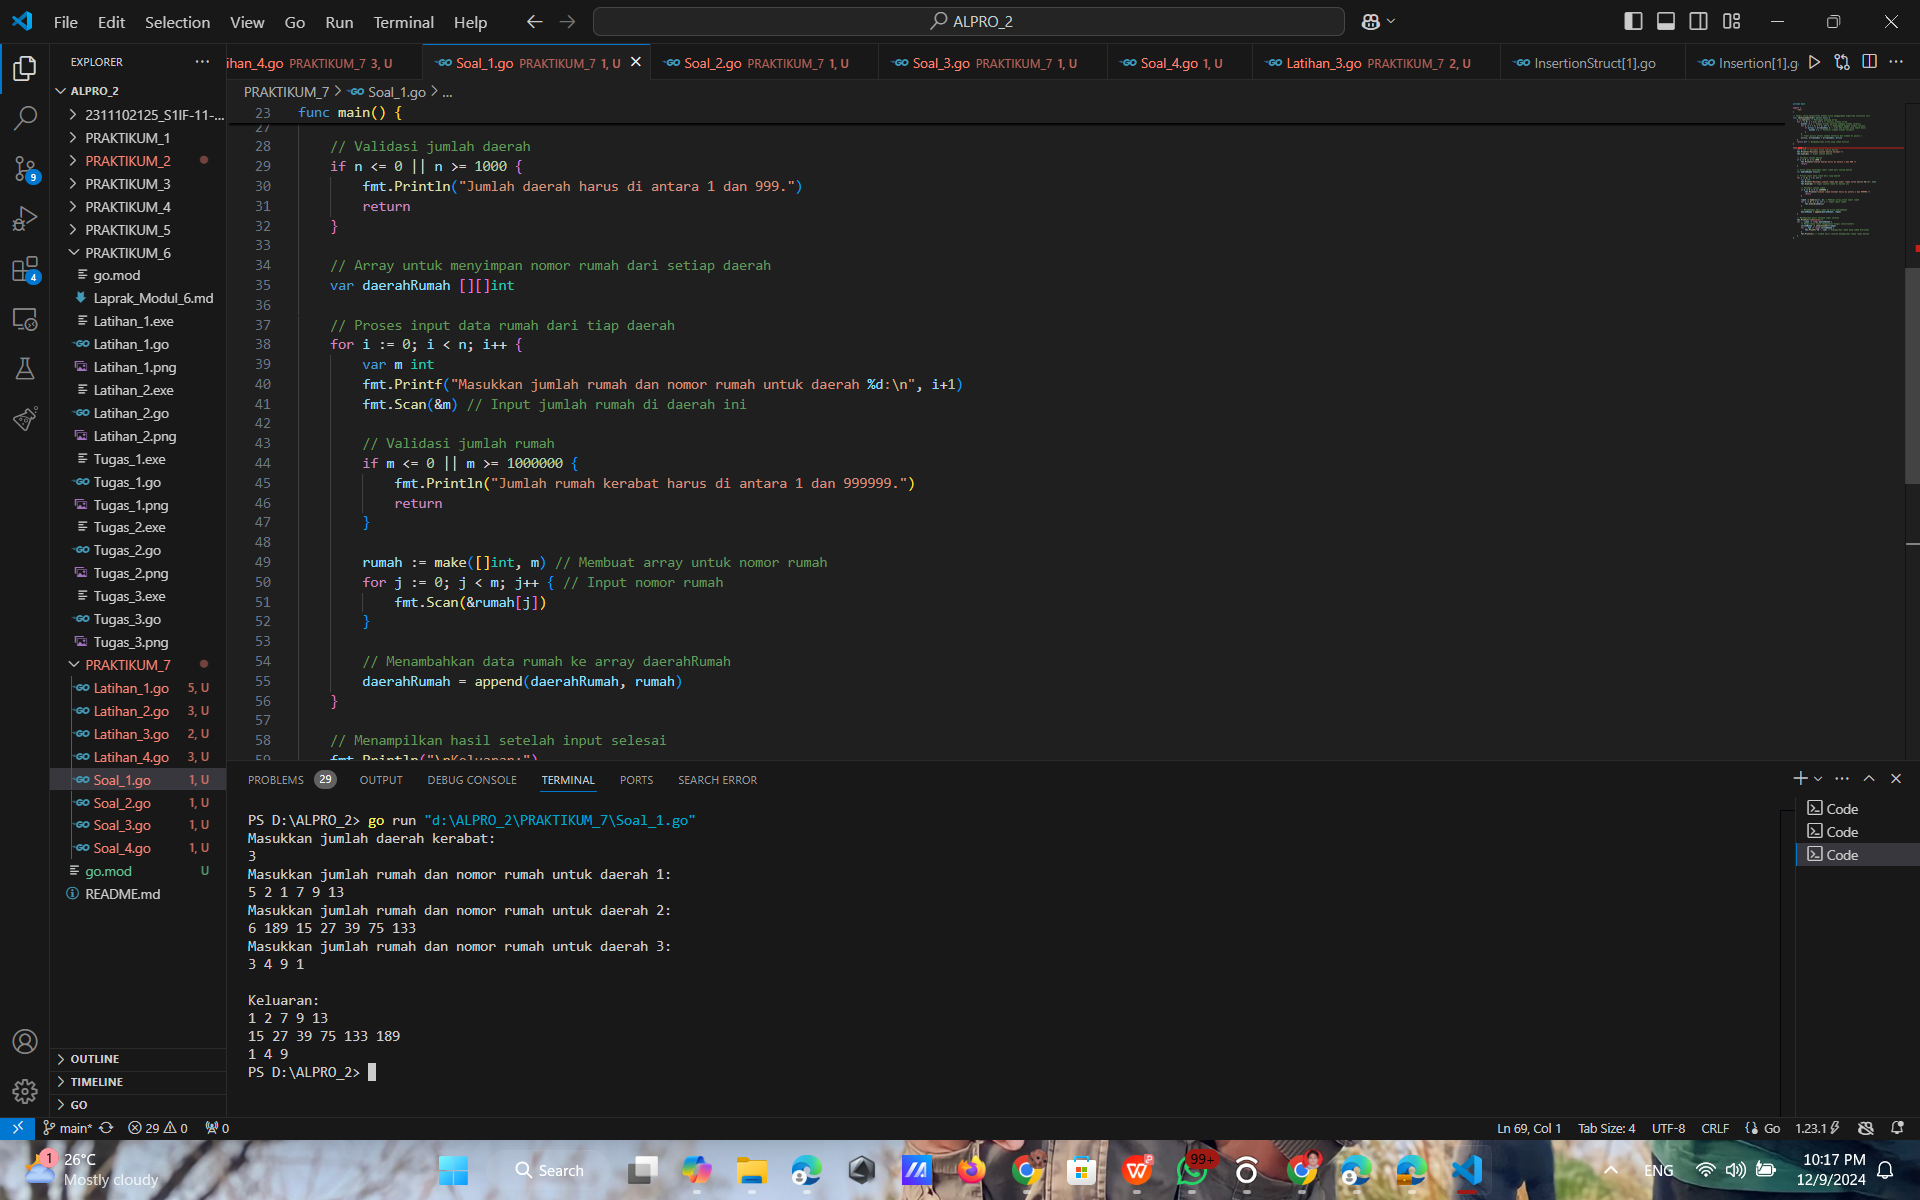 File Edit Selection View Go Run Terminal Help
ALPRO_2
EXPLORER
ihan_4.go PRAKTIKUM_7 3, U
Soal_1.go PRAKTIKUM_7 1, U
Soal_2.go PRAKTIKUM_7 1, U
Soal_3.go PRAKTIKUM_7 1, U
Soal_4.go 1, U
Latihan_3.go PRAKTIKUM_7 2, U
InsertionStruct[1].go
Insertion[1].g
ALPRO_2
2311102125_S1IF-11-...
PRAKTIKUM_1
PRAKTIKUM_2
PRAKTIKUM_3
PRAKTIKUM_4
PRAKTIKUM_5
PRAKTIKUM_6
go.mod
Laprak_Modul_6.md
Latihan_1.exe
Latihan_1.go
Latihan_1.png
Latihan_2.exe
Latihan_2.go
Latihan_2.png
Tugas_1.exe
Tugas_1.go
Tugas_1.png
Tugas_2.exe
Tugas_2.go
Tugas_2.png
Tugas_3.exe
Tugas_3.go
Tugas_3.png
PRAKTIKUM_7
Latihan_1.go 5, U
Latihan_2.go 3, U
Latihan_3.go 2, U
Latihan_4.go 3, U
Soal_1.go 1, U
Soal_2.go 1, U
Soal_3.go 1, U
Soal_4.go 1, U
go.mod U
README.md
OUTLINE
TIMELINE
GO
9
4
PRAKTIKUM_7 > Soal_1.go > ...
23 func main() {
27
28 // Validasi jumlah daerah
29 if n <= 0 || n >= 1000 {
30 fmt.Println("Jumlah daerah harus di antara 1 dan 999.")
31 return
32 }
33
34 // Array untuk menyimpan nomor rumah dari setiap daerah
35 var daerahRumah [][]int
36
37 // Proses input data rumah dari tiap daerah
38 for i := 0; i < n; i++ {
39 var m int
40 fmt.Printf("Masukkan jumlah rumah dan nomor rumah untuk daerah %d:\n", i+1)
41 fmt.Scan(&m) // Input jumlah rumah di daerah ini
42
43 // Validasi jumlah rumah
44 if m <= 0 || m >= 1000000 {
45 fmt.Println("Jumlah rumah kerabat harus di antara 1 dan 999999.")
46 return
47 }
48
49 rumah := make([]int, m) // Membuat array untuk nomor rumah
50 for j := 0; j < m; j++ { // Input nomor rumah
51 fmt.Scan(&rumah[j])
52 }
53
54 // Menambahkan data rumah ke array daerahRumah
55 daerahRumah = append(daerahRumah, rumah)
56 }
57
58 // Menampilkan hasil setelah input selesai
59 fmt.Println("\nKeluaran:")
PROBLEMS 29 OUTPUT DEBUG CONSOLE TERMINAL PORTS SEARCH ERROR
PS D:\ALPRO_2> go run "d:\ALPRO_2\PRAKTIKUM_7\Soal_1.go"
Masukkan jumlah daerah kerabat:
3
Masukkan jumlah rumah dan nomor rumah untuk daerah 1:
5 2 1 7 9 13
Masukkan jumlah rumah dan nomor rumah untuk daerah 2:
6 189 15 27 39 75 133
Masukkan jumlah rumah dan nomor rumah untuk daerah 3:
3 4 9 1
Keluaran:
1 2 7 9 13
15 27 39 75 133 189
1 4 9
PS D:\ALPRO_2>
Code
Code
Code
main* 29 0 0
Ln 69, Col 1 Tab Size: 4 UTF-8 CRLF Go 1.23.1
1
26°C
Mostly cloudy
Search
99+
ENG
10:17 PM
12/9/2024